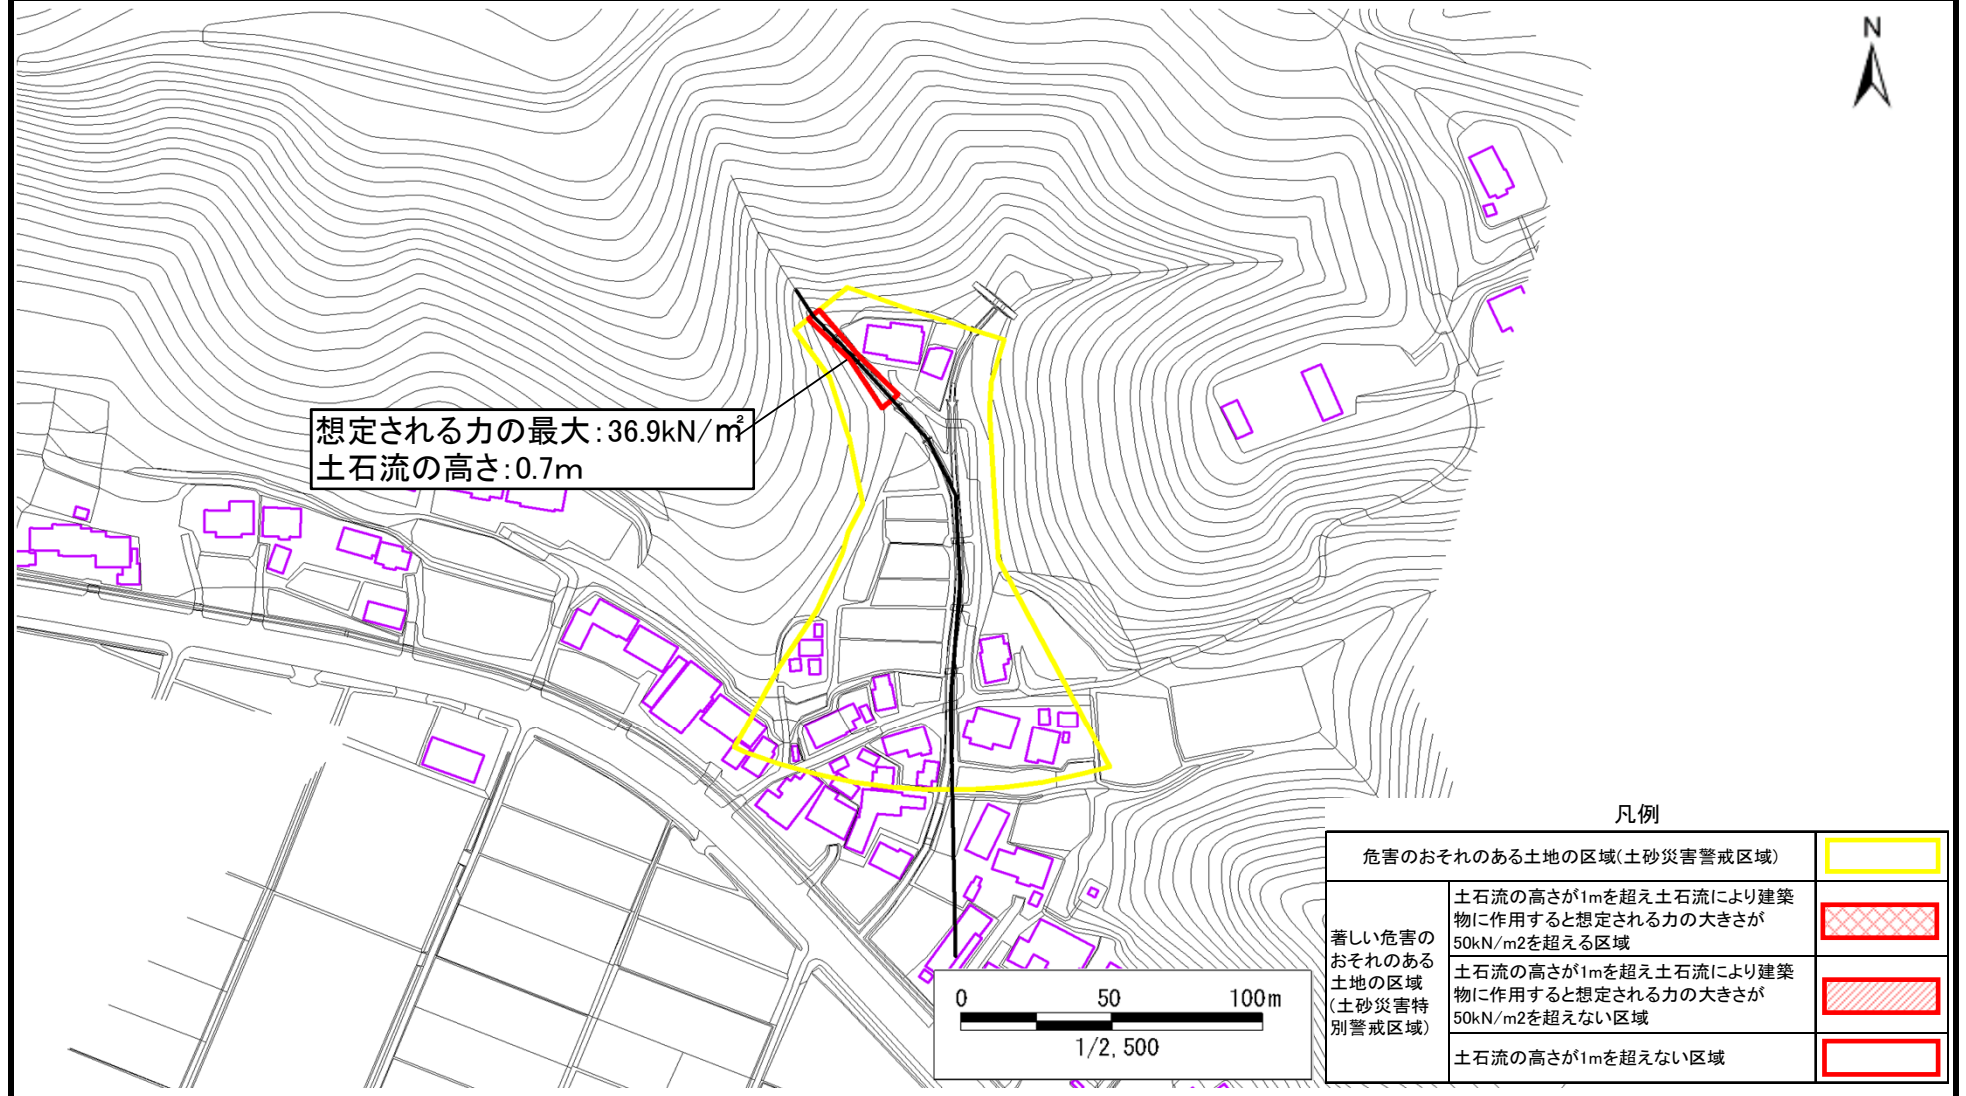 N
想定される力の最大:36.9kN/㎡
土石流の高さ:0.7m
凡例
危害のおそれのある土地の区域(土砂災害警戒区域)
著しい危害の
おそれのある
土地の区域
(土砂災害特
別警戒区域)
土石流の高さが1mを超え土石流により建築
物に作用すると想定される力の大きさが
50kN/m2を超える区域
土石流の高さが1mを超え土石流により建築
物に作用すると想定される力の大きさが
50kN/m2を超えない区域
土石流の高さが1mを超えない区域
0 50 100m
1/2,500